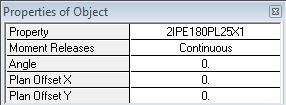 Properties of Object
Property 2IPE180PL25X1
Moment Releases Continuous
Angle 0.
Plan Offset X 0.
Plan Offset Y 0.